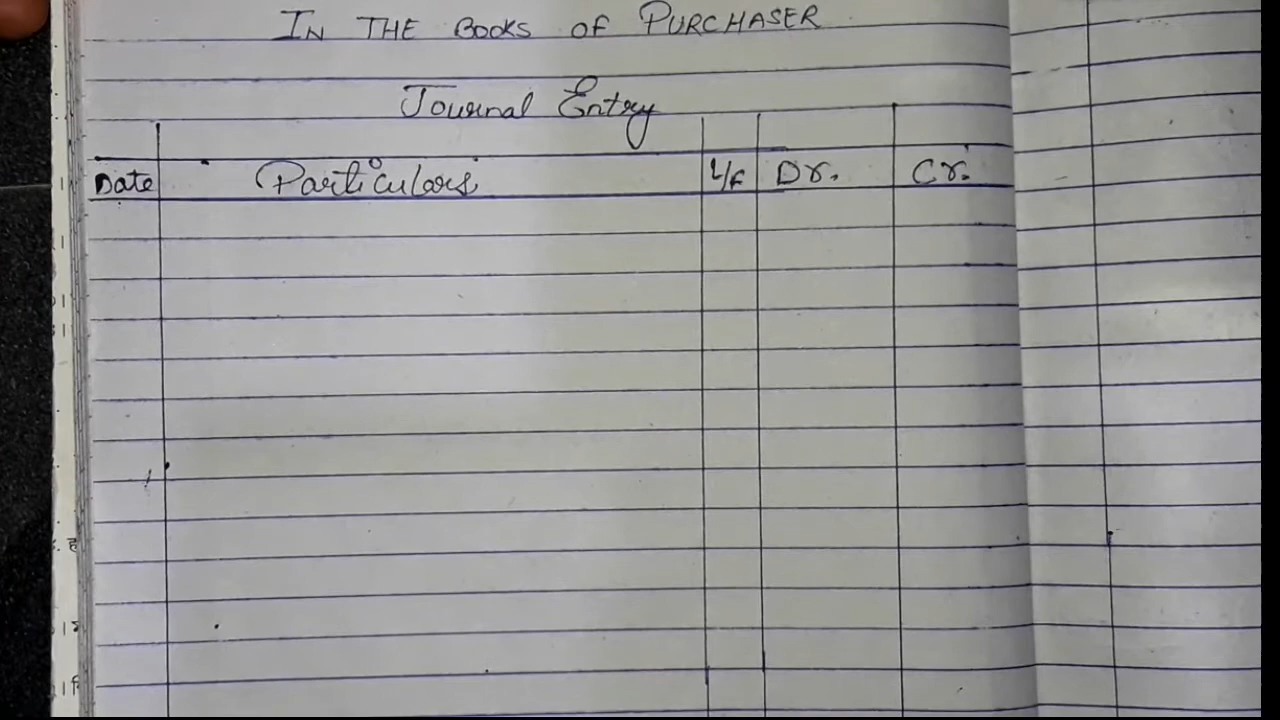 IN THE BOOKS OF PURCHASER
Journal Entry
Date Particulars L/F Dr. Cr.